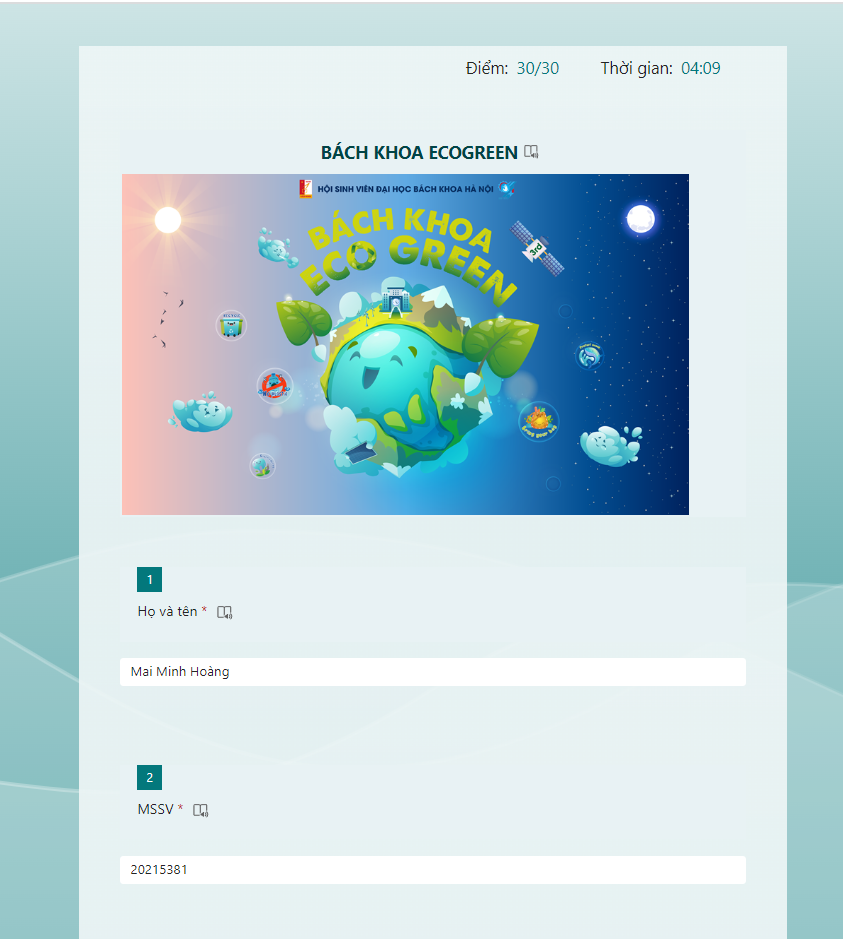 Điểm: 30/30 Thời gian: 04:09
BÁCH KHOA ECOGREEN
HỘI SINH VIÊN ĐẠI HỌC BÁCH KHOA HÀ NỘI
BÁCH KHOA
ECO GREEN
3rd
RECYCLE
1
Họ và tên *
Mai Minh Hoàng
2
MSSV *
20215381